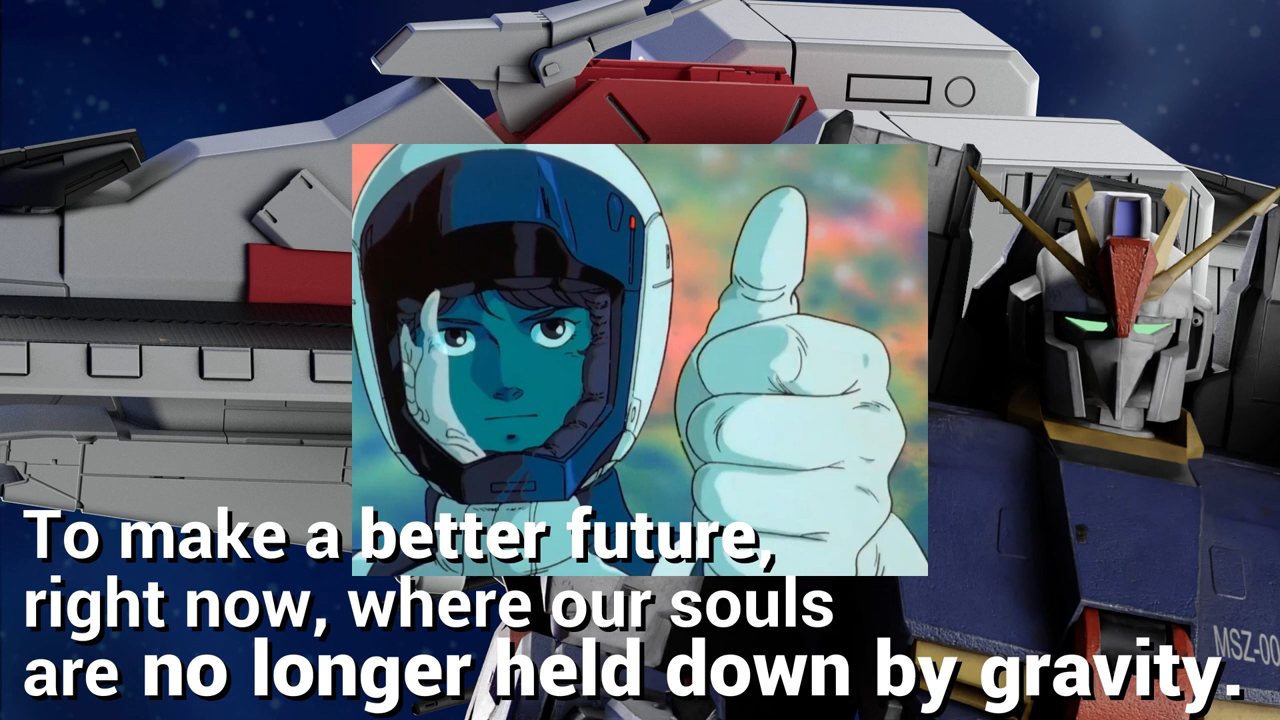 To make a better future,
right now, where our souls
are no longer held down by gravity.
MSZ-00